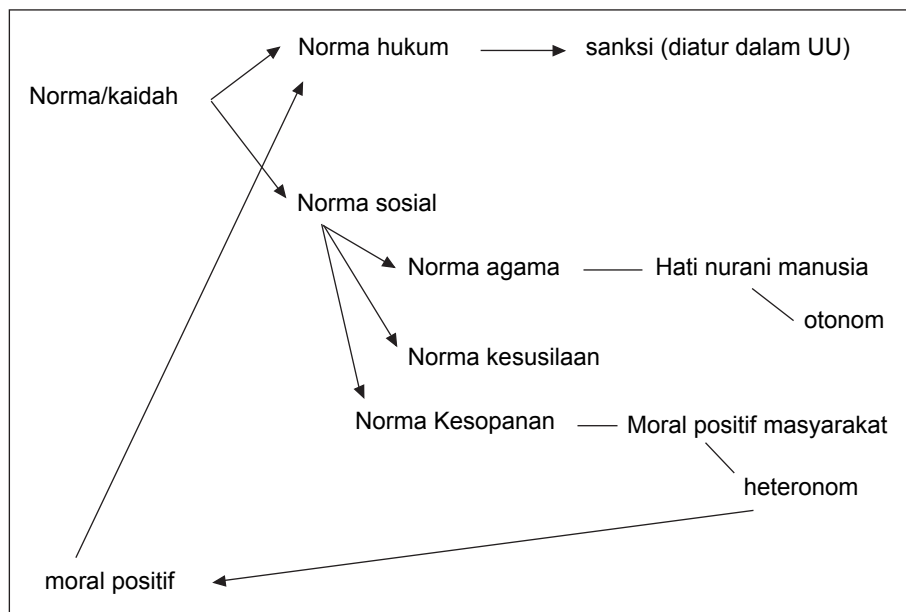 Norma hukum
sanksi (diatur dalam UU)
Norma/kaidah
Norma sosial
Norma agama
Hati nurani manusia
otonom
Norma kesusilaan
Norma Kesopanan
Moral positif masyarakat
heteronom
moral positif